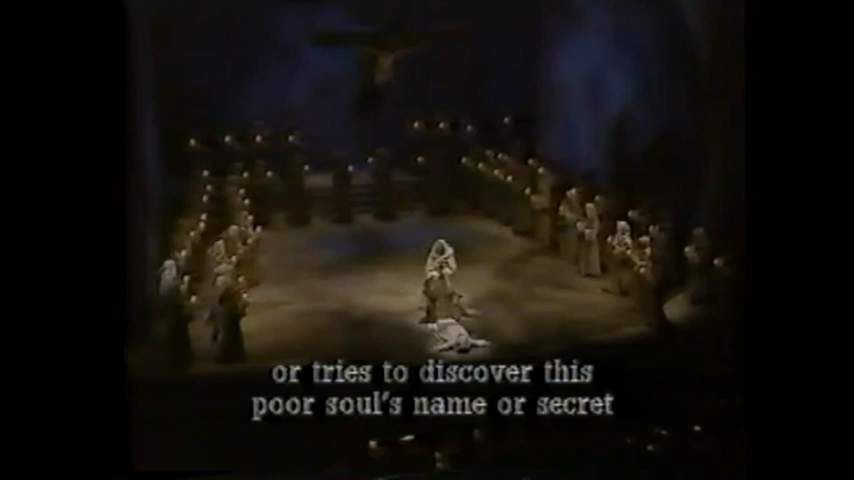 or tries to discover this
poor soul's name or secret